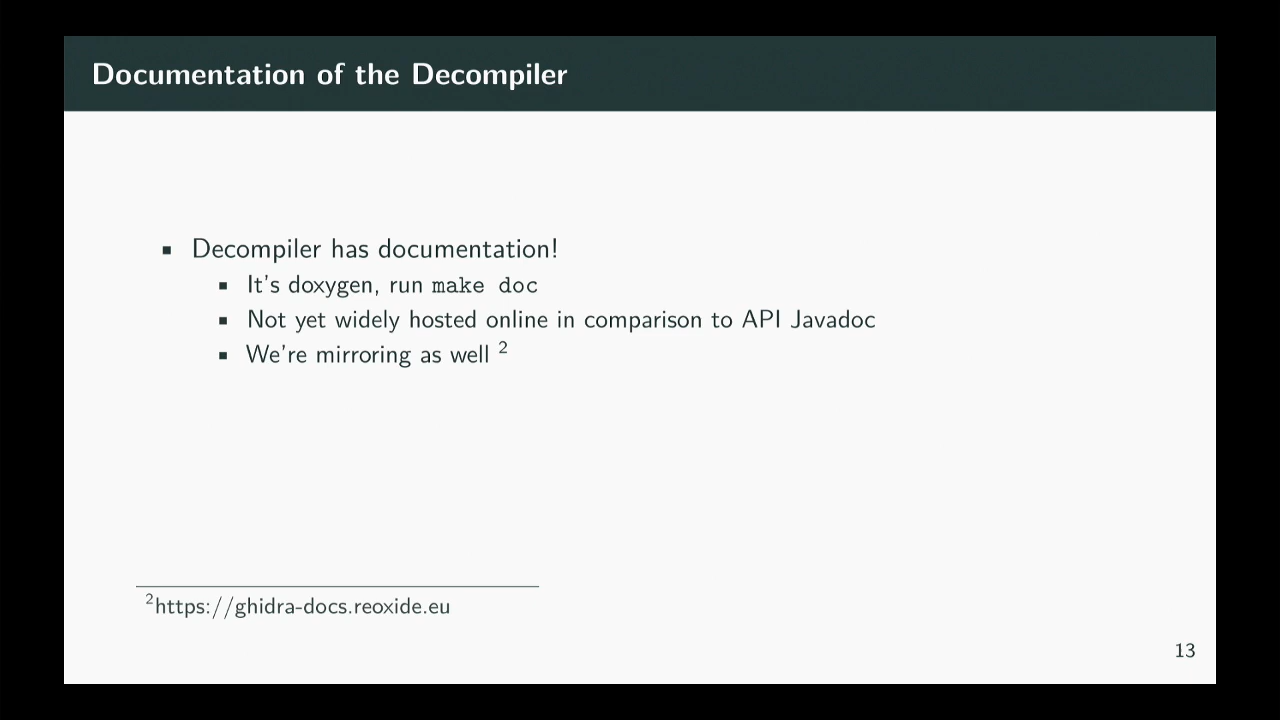 Documentation of the Decompiler
▪ Decompiler has documentation!
▪ It's doxygen, run make doc
▪ Not yet widely hosted online in comparison to API Javadoc
▪ We're mirroring as well 2
2https://ghidra-docs.reoxide.eu
13